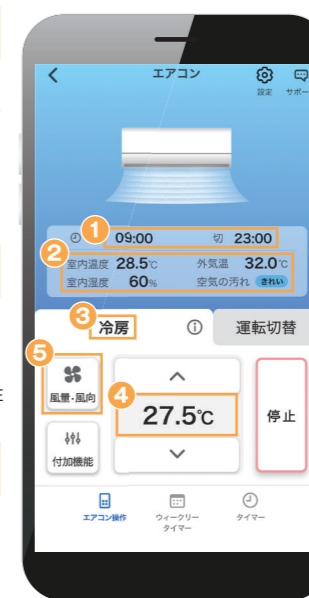 エアコン
設定 サポー
1
09:00 切 23:00
2
室内温度 28.5℃ 外気温 32.0℃
室内湿度 60% 空気の汚れ きれい
3
冷房 運転切替
5
風量・風向
4
27.5℃
停止
付加機能
エアコン操作 ウィークリー タイマー
タイマー